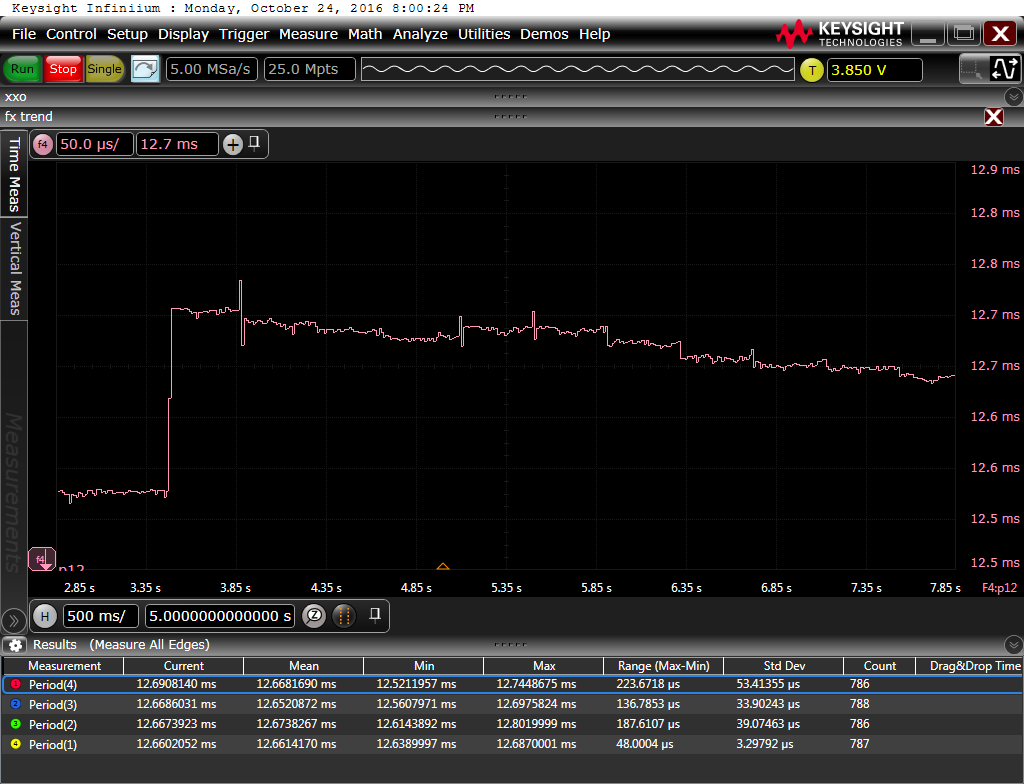 Keysight Infiniium : Monday, October 24, 2016 8:00:24 PM
File Control Setup Display Trigger Measure Math Analyze Utilities Demos Help
KEYSIGHT
TECHNOLOGIES
Run Stop Single 5.00 MSa/s 25.0 Mpts T 3.850 V
xxo
fx trend
f4 50.0 µs/ 12.7 ms
Time Meas
Vertical Meas
Measurements
12.9 ms
12.8 ms
12.8 ms
12.7 ms
12.7 ms
12.6 ms
12.6 ms
12.5 ms
12.5 ms
f4 p12
2.85 s 3.35 s 3.85 s 4.35 s 4.85 s 5.35 s 5.85 s 6.35 s 6.85 s 7.35 s 7.85 s F4:p12
H 500 ms/ 5.0000000000000 s Z
Results (Measure All Edges)
Measurement Current Mean Min Max Range (Max-Min) Std Dev Count Drag&Drop Time
1 Period(4) 12.6908140 ms 12.6681690 ms 12.5211957 ms 12.7448675 ms 223.6718 µs 53.41355 µs 786
2 Period(3) 12.6686031 ms 12.6520872 ms 12.5607971 ms 12.6975824 ms 136.7853 µs 33.90243 µs 788
3 Period(2) 12.6673923 ms 12.6738267 ms 12.6143892 ms 12.8019999 ms 187.6107 µs 39.07463 µs 786
4 Period(1) 12.6602052 ms 12.6614170 ms 12.6389997 ms 12.6870001 ms 48.0004 µs 3.29792 µs 787